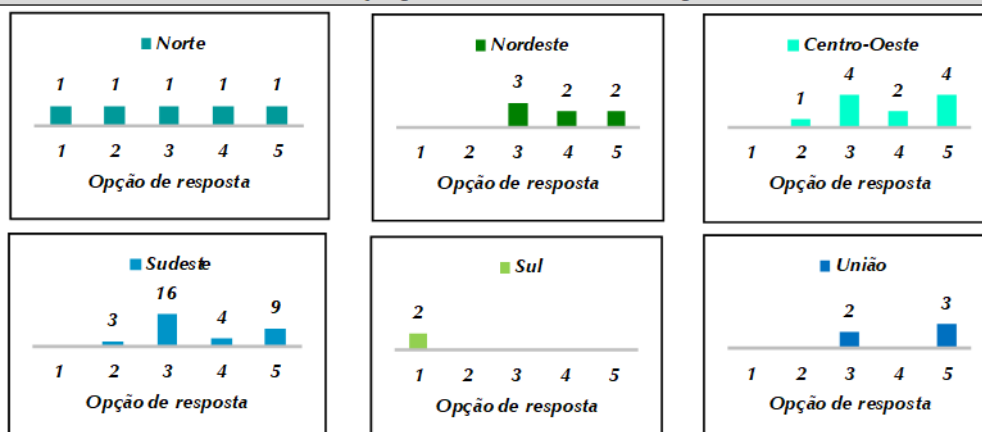 Norte
1 1 1 1 1
1 2 3 4 5
Opção de resposta
Nordeste
3 2 2
1 2 3 4 5
Opção de resposta
Centro-Oeste
1 4 2 4
1 2 3 4 5
Opção de resposta
Sudeste
3 16 4 9
1 2 3 4 5
Opção de resposta
Sul
2
1 2 3 4 5
Opção de resposta
União
2 3
1 2 3 4 5
Opção de resposta